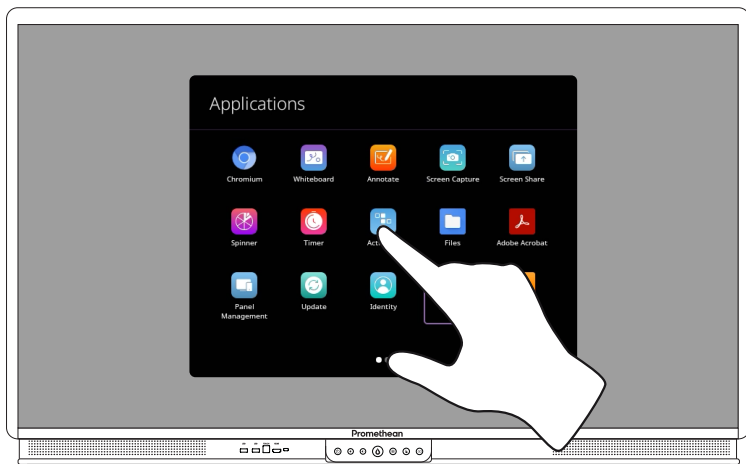 Applications
Chromium
Whiteboard
Annotate
Screen Capture
Screen Share
Spinner
Timer
Files
Adobe Acrobat
Panel
Management
Update
Identity
Promethean